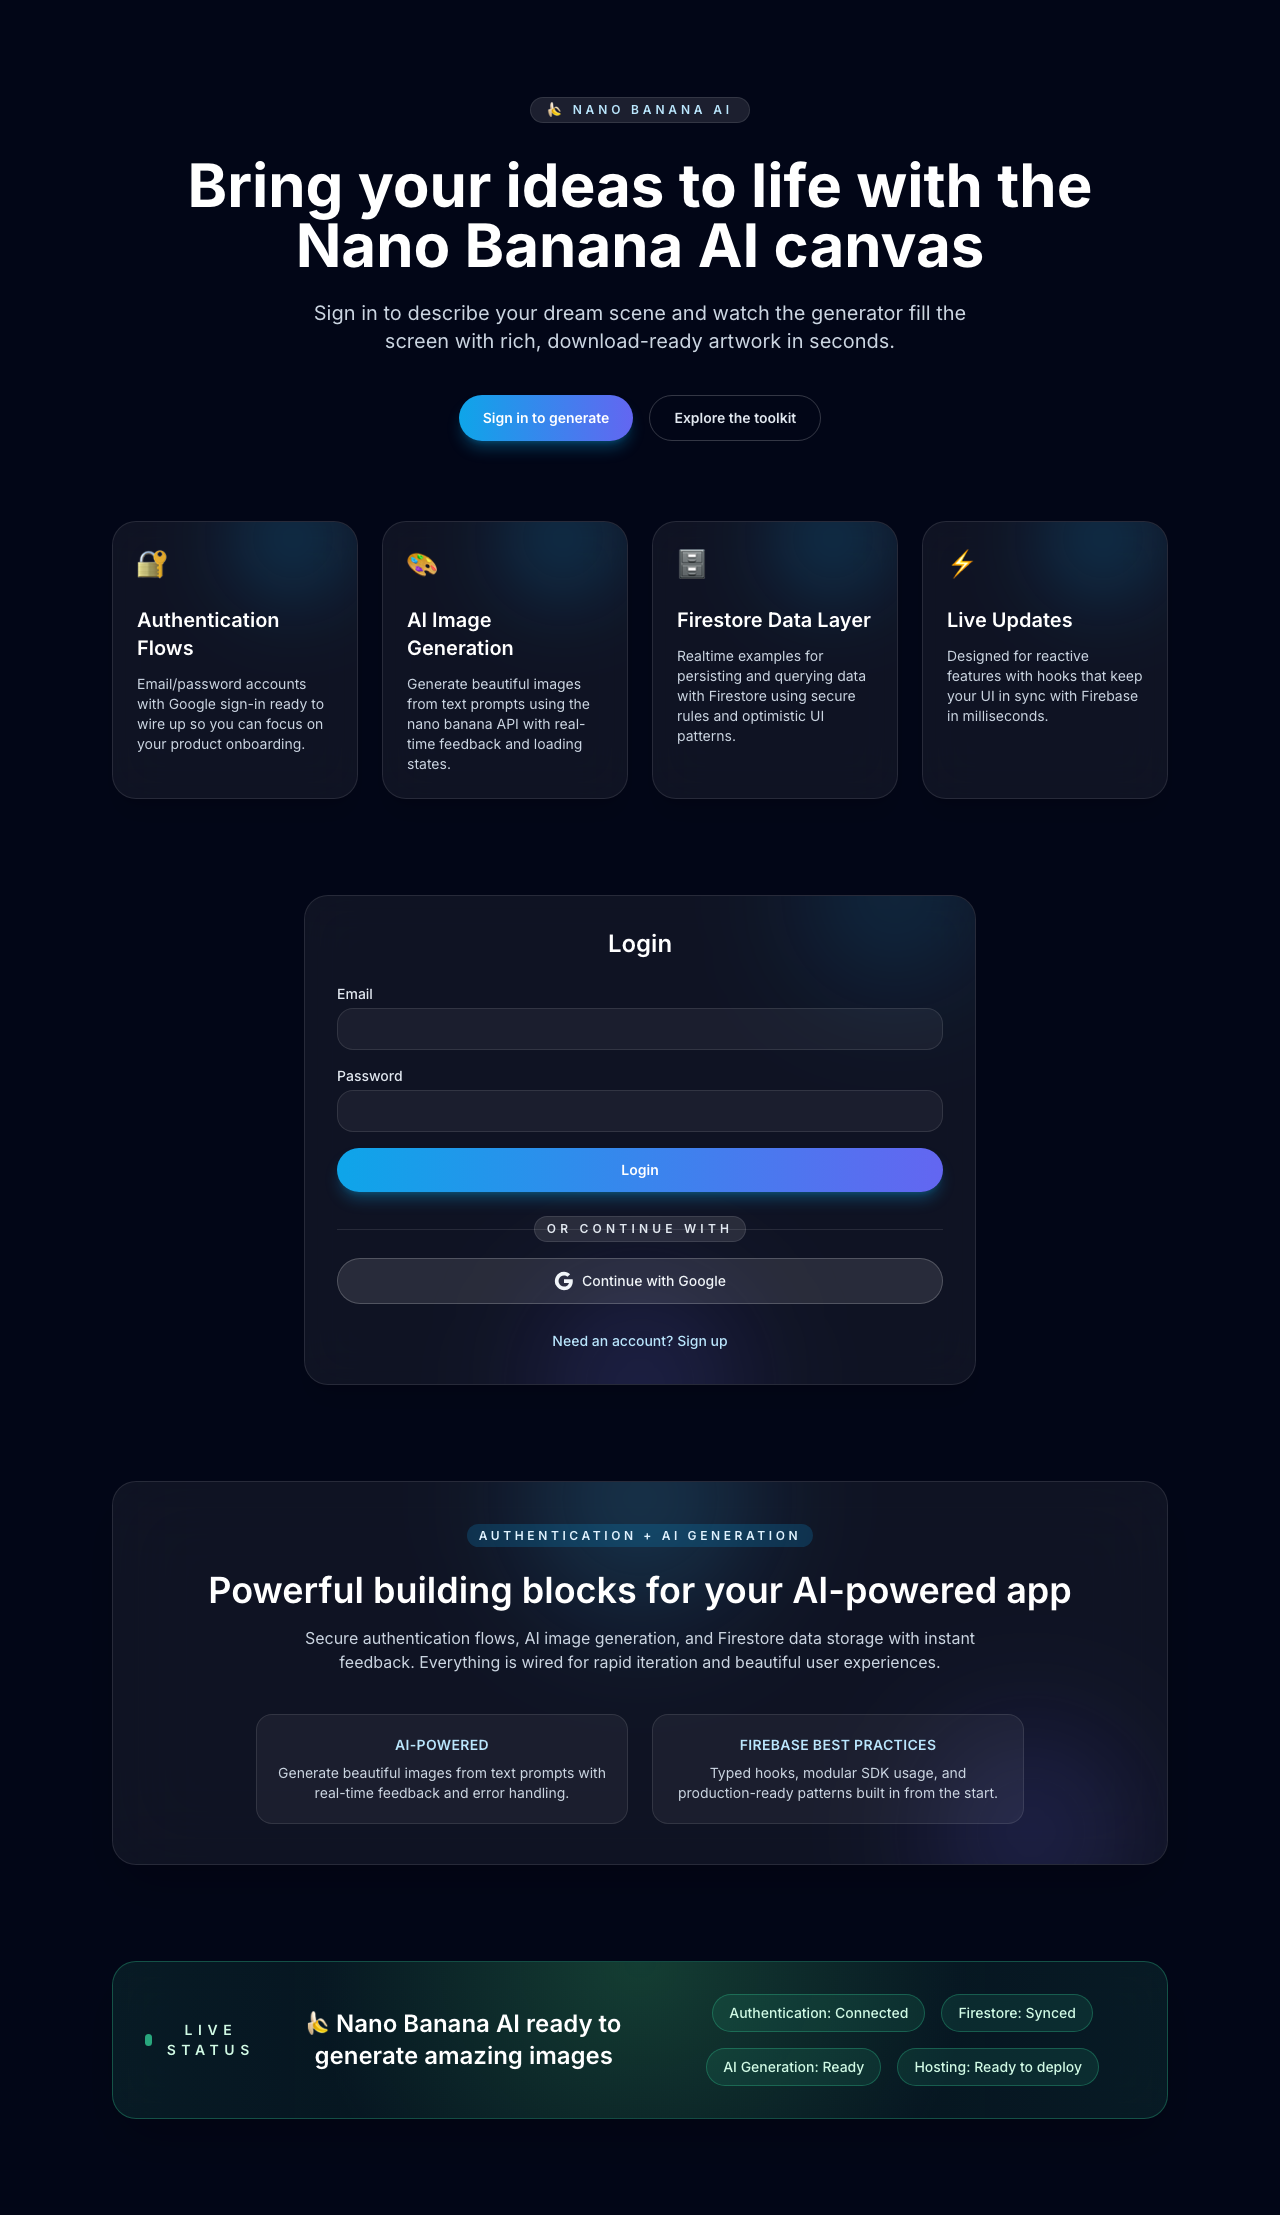 🍌 NANO BANANA AI
Bring your ideas to life with the
Nano Banana AI canvas
Sign in to describe your dream scene and watch the generator fill the
screen with rich, download-ready artwork in seconds.
Sign in to generate
Explore the toolkit
Authentication
Flows
Email/password accounts
with Google sign-in ready to
wire up so you can focus on
your product onboarding.
AI Image
Generation
Generate beautiful images
from text prompts using the
nano banana API with real-
time feedback and loading
states.
Firestore Data Layer
Realtime examples for
persisting and querying data
with Firestore using secure
rules and optimistic UI
patterns.
Live Updates
Designed for reactive
features with hooks that keep
your UI in sync with Firebase
in milliseconds.
Login
Email
Password
Login
OR CONTINUE WITH
Continue with Google
Need an account? Sign up
AUTHENTICATION + AI GENERATION
Powerful building blocks for your AI-powered app
Secure authentication flows, AI image generation, and Firestore data storage with instant
feedback. Everything is wired for rapid iteration and beautiful user experiences.
AI-POWERED
Generate beautiful images from text prompts with
real-time feedback and error handling.
FIREBASE BEST PRACTICES
Typed hooks, modular SDK usage, and
production-ready patterns built in from the start.
LIVE
STATUS
🍌 Nano Banana AI ready to
generate amazing images
Authentication: Connected
Firestore: Synced
AI Generation: Ready
Hosting: Ready to deploy